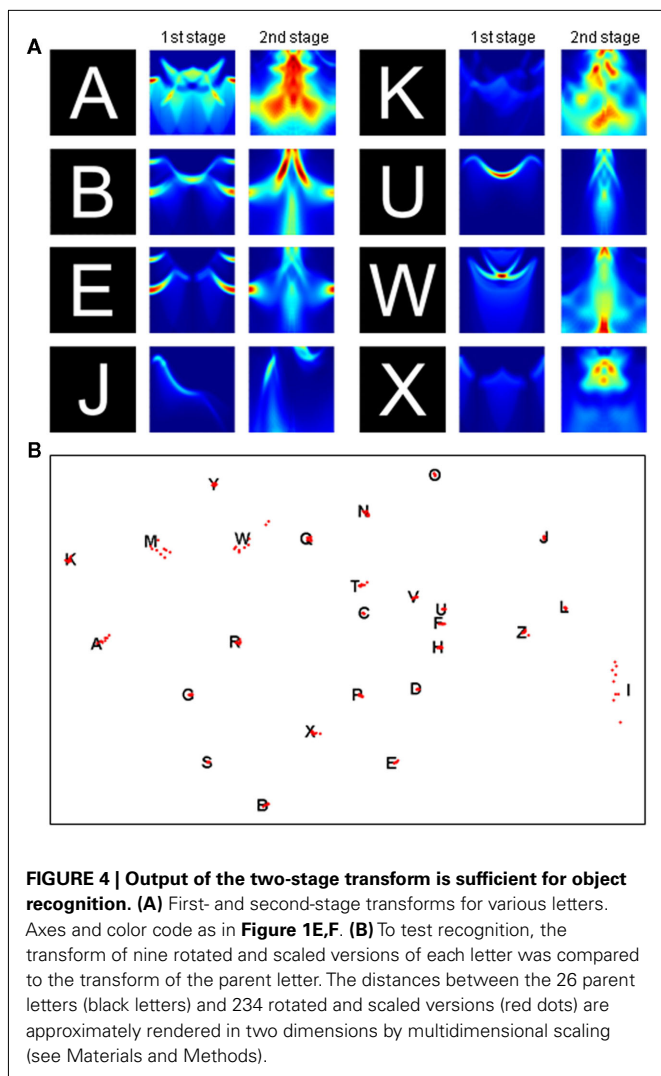 1st stage 2nd stage 1st stage 2nd stage
A
A K
B U
E W
J X
B
O
Y
N
M W Q J
K
T
V
C U L
F
Z
A R H
G P D I
X
S E
B
FIGURE 4 | Output of the two-stage transform is sufficient for object
recognition. (A) First- and second-stage transforms for various letters.
Axes and color code as in Figure 1E,F. (B) To test recognition, the
transform of nine rotated and scaled versions of each letter was compared
to the transform of the parent letter. The distances between the 26 parent
letters (black letters) and 234 rotated and scaled versions (red dots) are
approximately rendered in two dimensions by multidimensional scaling
(see Materials and Methods).